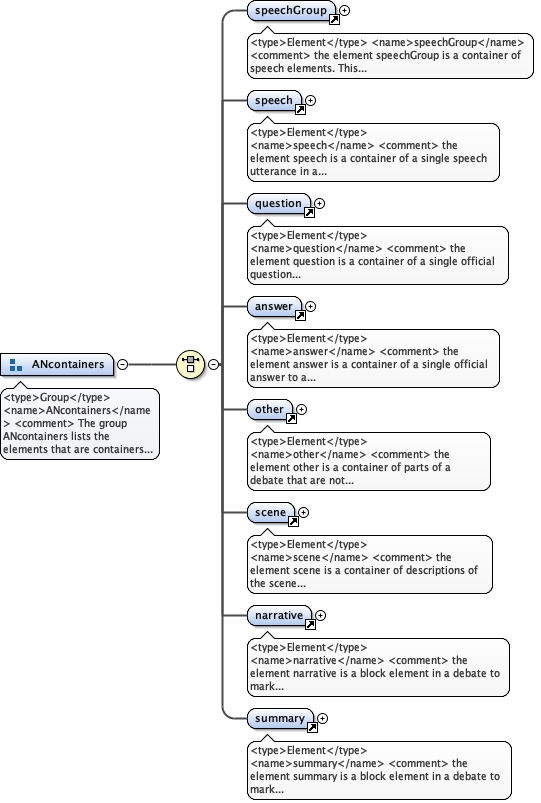 speechGroup
<type>Element</type> <name>speechGroup</name>
<comment> the element speechGroup is a container of
speech elements. This...
speech
<type>Element</type>
<name>speech</name> <comment> the
element speech is a container of a single speech
utterance in a...
question
<type>Element</type>
<name>question</name> <comment> the
element question is a container of a single official
question...
answer
<type>Element</type>
<name>answer</name> <comment> the
element answer is a container of a single official
answer to a...
ANcontainers
<type>Group</type>
<name>ANcontainers</name
> <comment> The group
ANcontainers lists the
elements that are containers...
other
<type>Element</type>
<name>other</name> <comment> the
element other is a container of parts of a
debate that are not...
scene
<type>Element</type>
<name>scene</name> <comment> the
element scene is a container of descriptions of
the scene...
narrative
<type>Element</type>
<name>narrative</name> <comment> the
element narrative is a block element in a debate to
mark...
summary
<type>Element</type>
<name>summary</name> <comment> the
element summary is a block element in a debate to
mark...